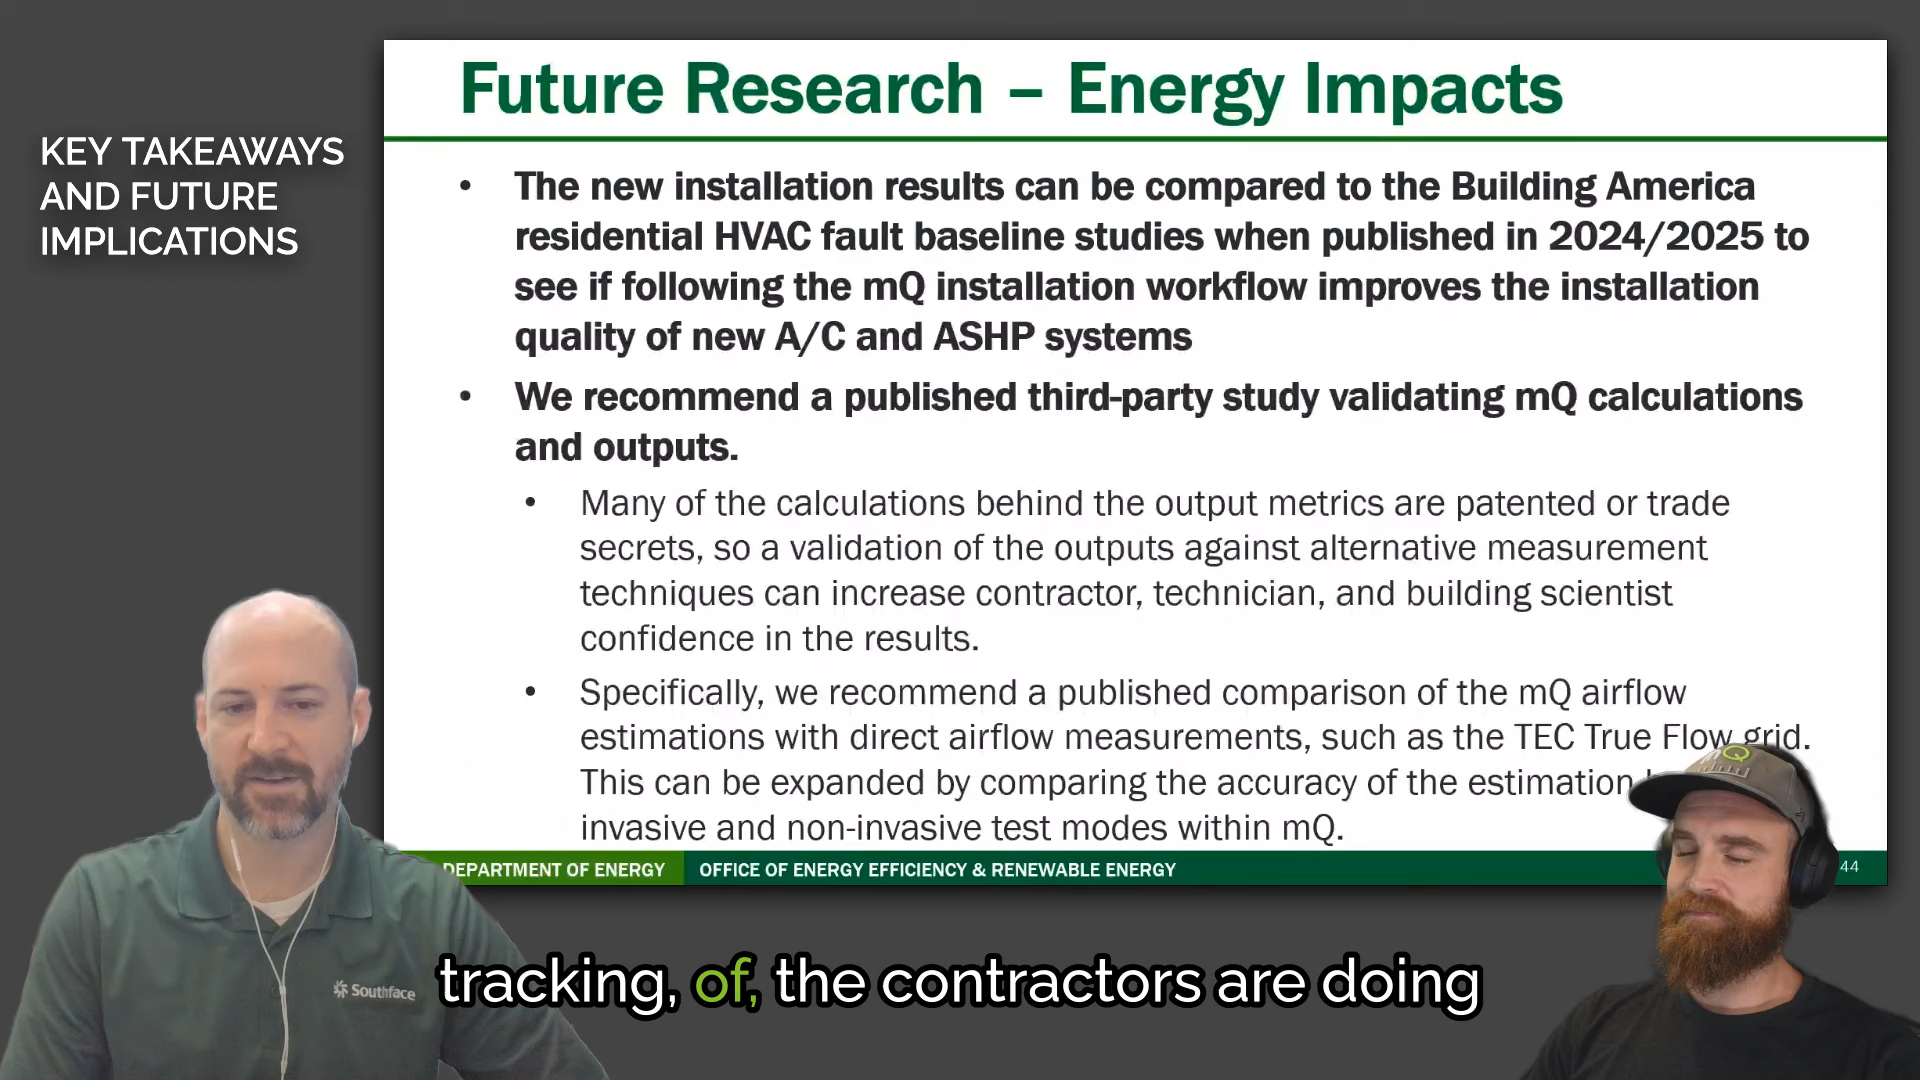 KEY TAKEAWAYS
AND FUTURE
IMPLICATIONS
Future Research – Energy Impacts
• The new installation results can be compared to the Building America
residential HVAC fault baseline studies when published in 2024/2025 to
see if following the mQ installation workflow improves the installation
quality of new A/C and ASHP systems
• We recommend a published third-party study validating mQ calculations
and outputs.
• Many of the calculations behind the output metrics are patented or trade
secrets, so a validation of the outputs against alternative measurement
techniques can increase contractor, technician, and building scientist
confidence in the results.
• Specifically, we recommend a published comparison of the mQ airflow
estimations with direct airflow measurements, such as the TEC True Flow grid.
This can be expanded by comparing the accuracy of the estimation
invasive and non-invasive test modes within mQ.
DEPARTMENT OF ENERGY OFFICE OF ENERGY EFFICIENCY & RENEWABLE ENERGY 44
Southface
tracking, of, the contractors are doing